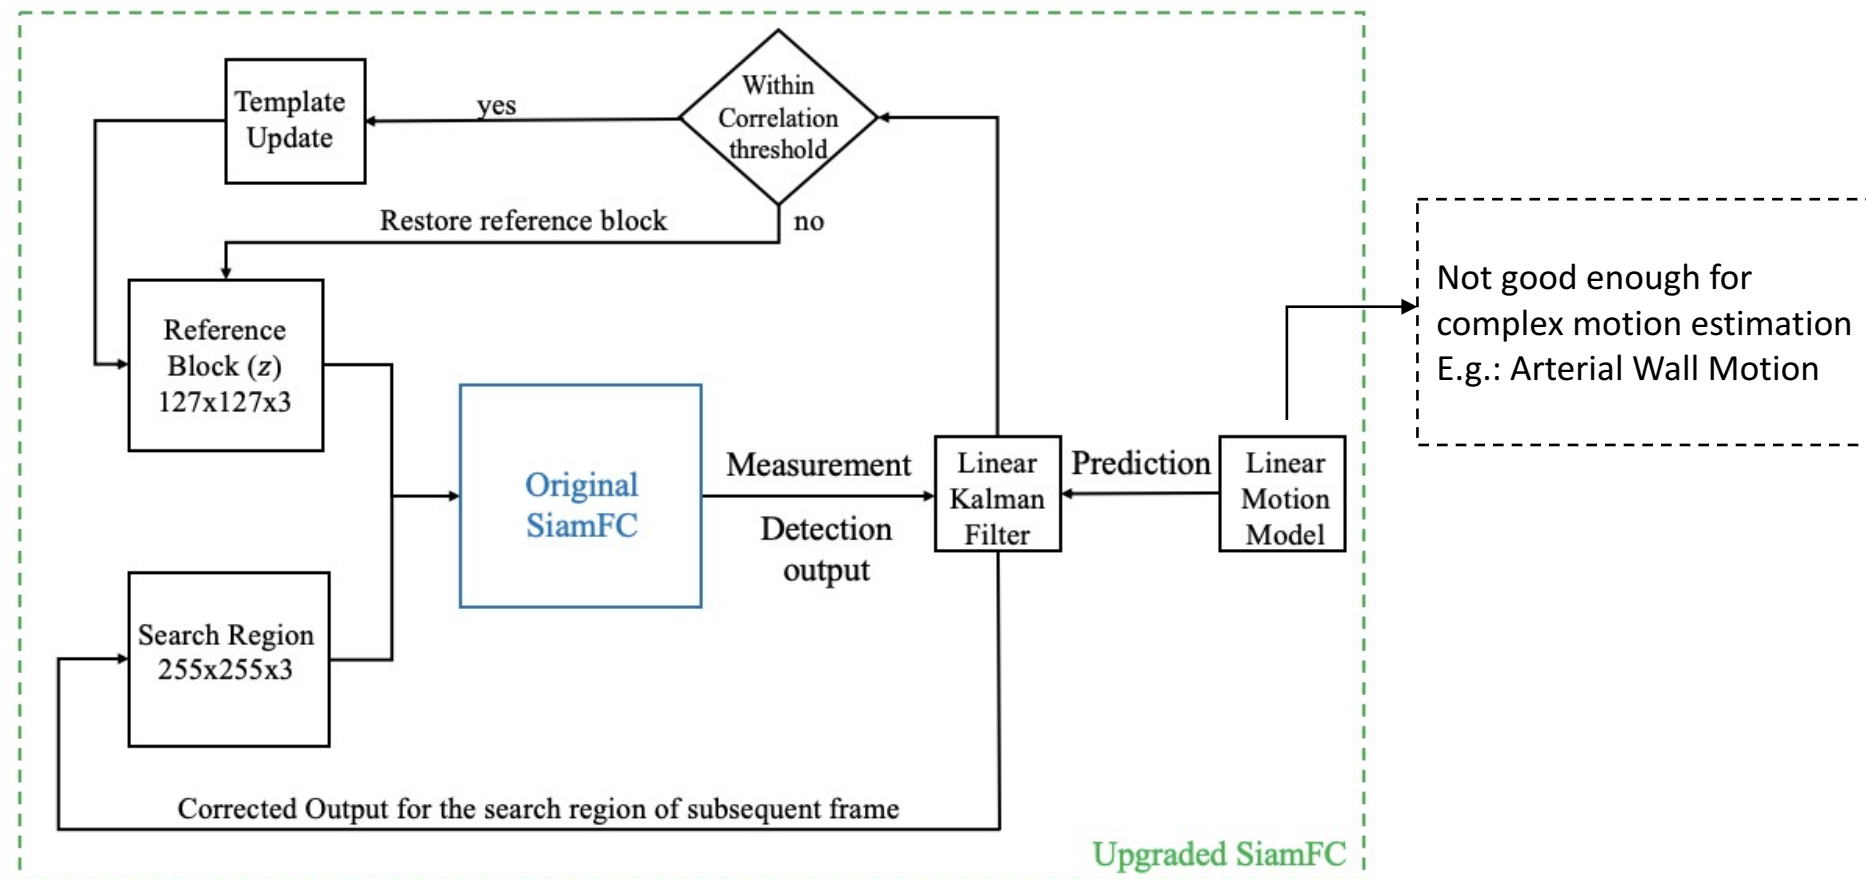 Within
Correlation
threshold
Template
Update
yes
Restore reference block
no
Not good enough for
complex motion estimation
E.g.: Arterial Wall Motion
Reference
Block (z)
127x127x3
Original
SiamFC
Measurement
Detection
output
Linear
Kalman
Filter
Prediction
Linear
Motion
Model
Search Region
255x255x3
Corrected Output for the search region of subsequent frame
Upgraded SiamFC